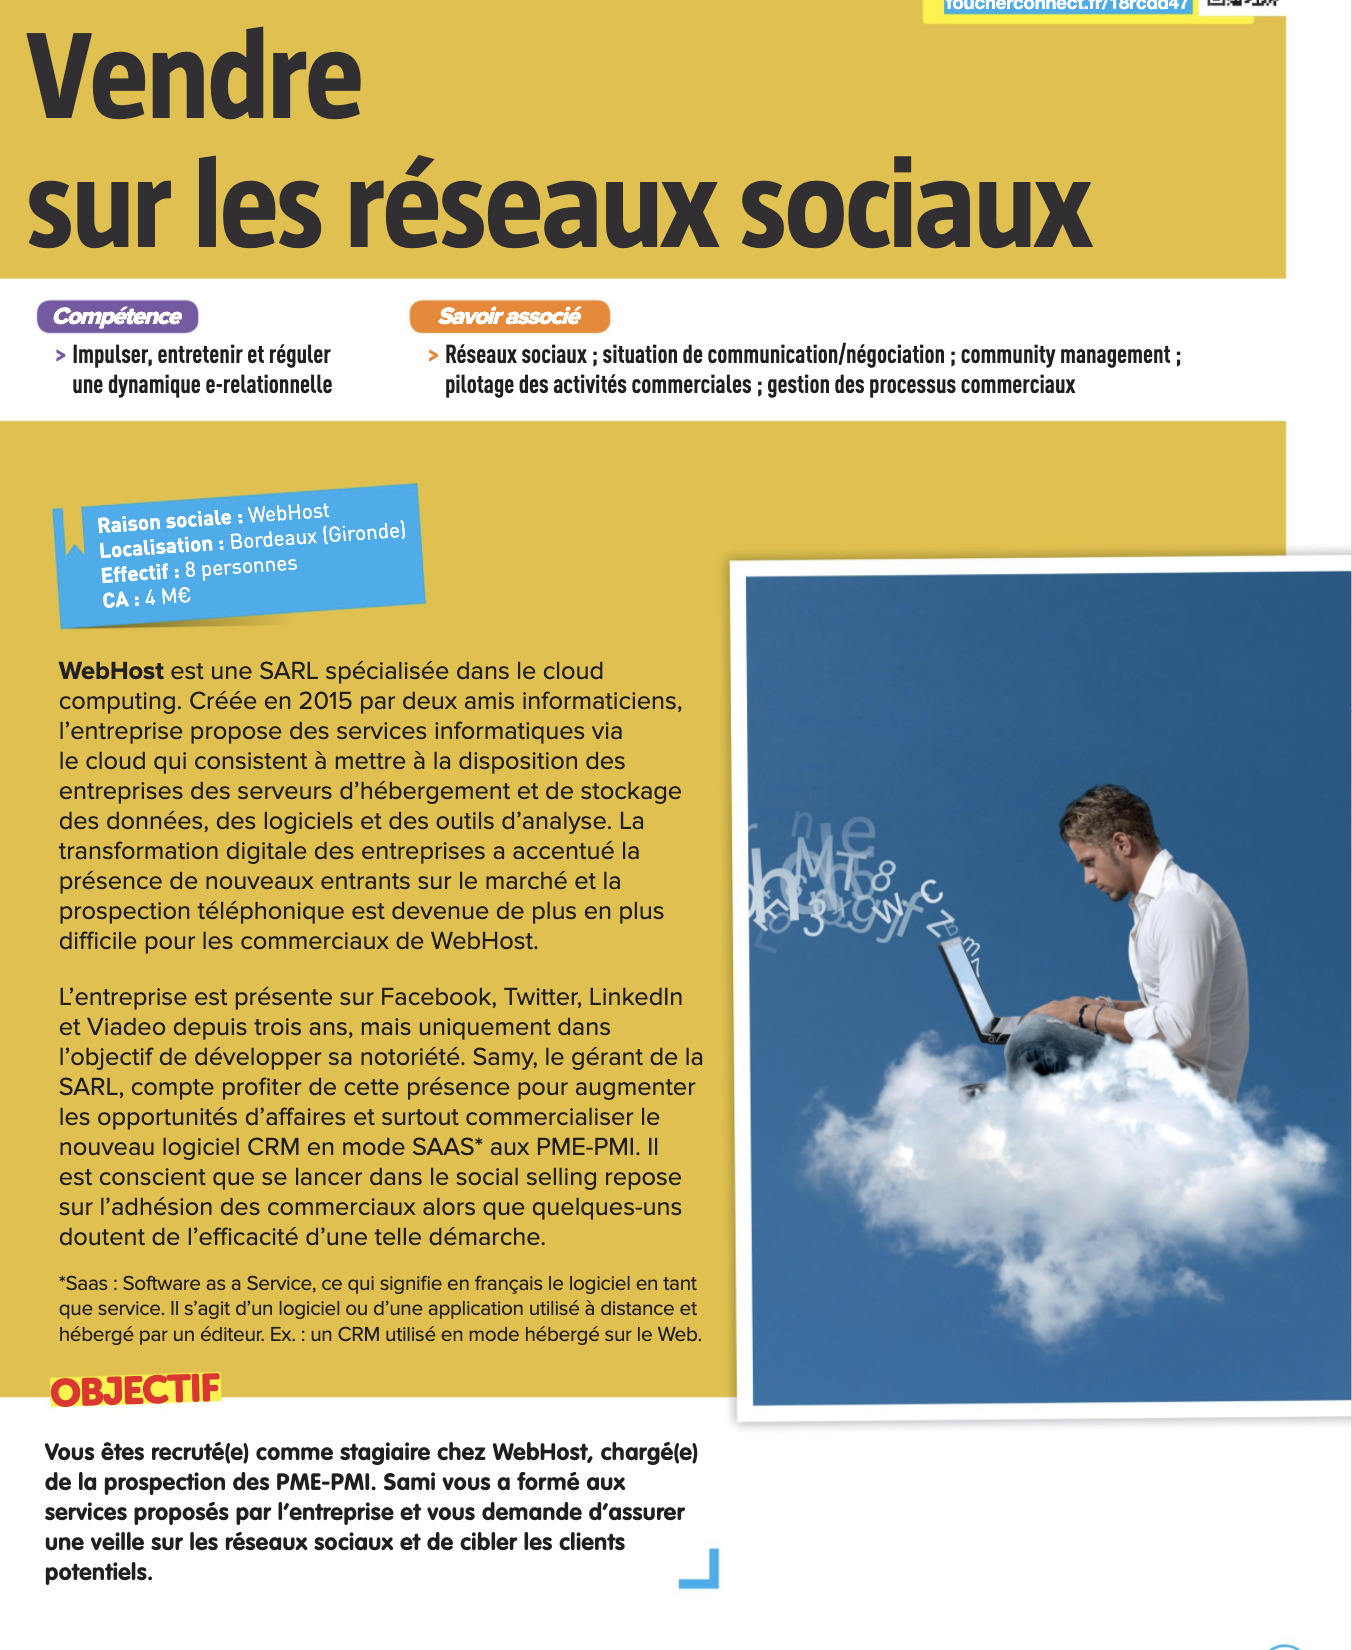 foucherconnect.fr/18rcdd47
Vendre
sur les réseaux sociaux
Compétence
> Impulser, entretenir et réguler
une dynamique e-relationnelle
Savoir associé
> Réseaux sociaux ; situation de communication/négociation ; community management ;
pilotage des activités commerciales ; gestion des processus commerciaux
Raison sociale : WebHost
Localisation : Bordeaux (Gironde)
Effectif : 8 personnes
CA : 4 M€
WebHost est une SARL spécialisée dans le cloud
computing. Créée en 2015 par deux amis informaticiens,
l’entreprise propose des services informatiques via
le cloud qui consistent à mettre à la disposition des
entreprises des serveurs d’hébergement et de stockage
des données, des logiciels et des outils d’analyse. La
transformation digitale des entreprises a accentué la
présence de nouveaux entrants sur le marché et la
prospection téléphonique est devenue de plus en plus
difficile pour les commerciaux de WebHost.
L’entreprise est présente sur Facebook, Twitter, LinkedIn
et Viadeo depuis trois ans, mais uniquement dans
l’objectif de développer sa notoriété. Samy, le gérant de la
SARL, compte profiter de cette présence pour augmenter
les opportunités d’affaires et surtout commercialiser le
nouveau logiciel CRM en mode SAAS* aux PME-PMI. Il
est conscient que se lancer dans le social selling repose
sur l’adhésion des commerciaux alors que quelques-uns
doutent de l’efficacité d’une telle démarche.
*Saas : Software as a Service, ce qui signifie en français le logiciel en tant
que service. Il s’agit d’un logiciel ou d’une application utilisé à distance et
hébergé par un éditeur. Ex. : un CRM utilisé en mode hébergé sur le Web.
OBJECTIF
Vous êtes recruté(e) comme stagiaire chez WebHost, chargé(e)
de la prospection des PME-PMI. Sami vous a formé aux
services proposés par l’entreprise et vous demande d’assurer
une veille sur les réseaux sociaux et de cibler les clients
potentiels.